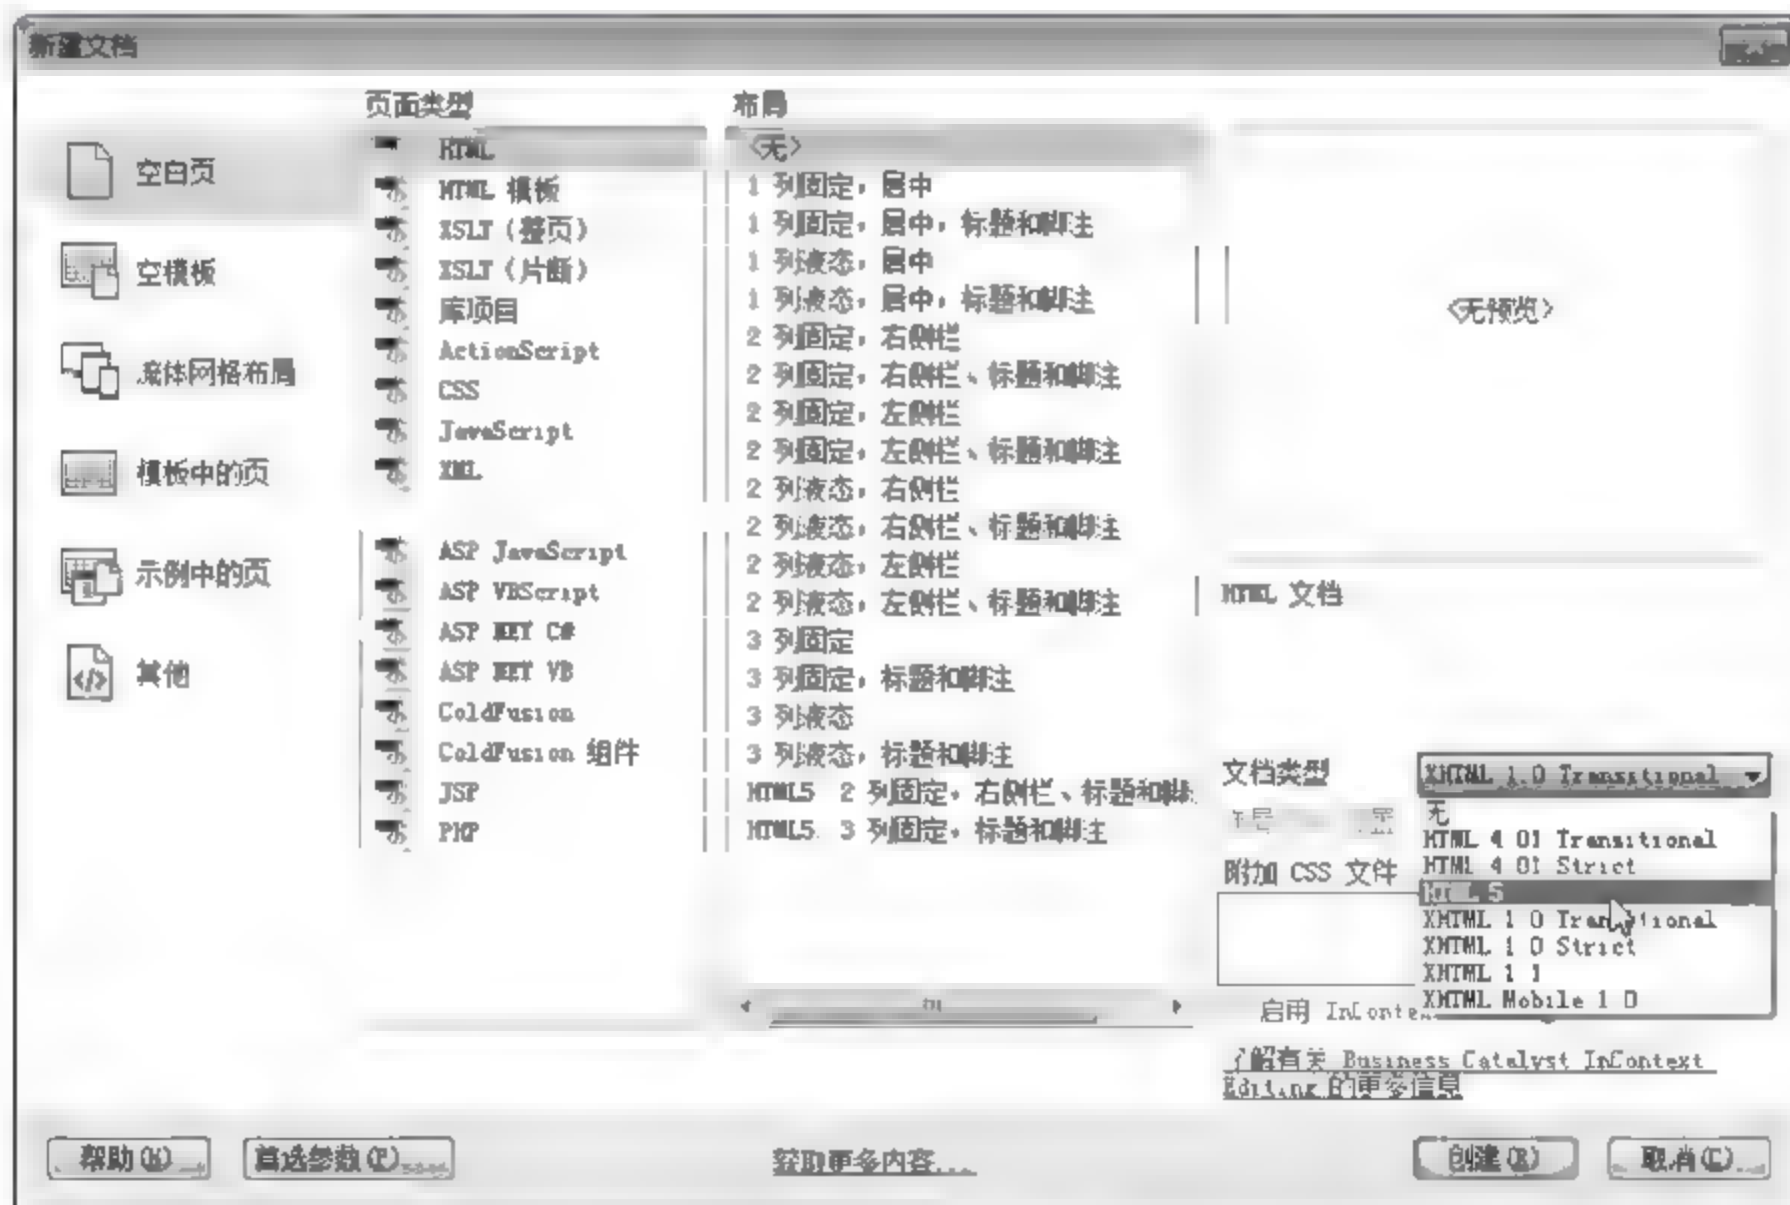 新建文档
空白页
空模板
流体网格布局
模板中的页
示例中的页
其他
页面类型
HTML
HTML 模板
XSLT (整页)
XSLT (片断)
库项目
ActionScript
CSS
JavaScript
XML
ASP JavaScript
ASP VBScript
ASP NET C#
ASP NET VB
ColdFusion
ColdFusion 组件
JSP
PHP
布局
<无>
1 列固定，居中
1 列固定，居中，标题和脚注
1 列液态，居中
1 列液态，居中，标题和脚注
2 列固定，右侧栏
2 列固定，右侧栏、标题和脚注
2 列固定，左侧栏
2 列固定，左侧栏、标题和脚注
2 列液态，右侧栏
2 列液态，右侧栏、标题和脚注
2 列液态，左侧栏
2 列液态，左侧栏、标题和脚注
3 列固定
3 列固定，标题和脚注
3 列液态
3 列液态，标题和脚注
HTML5 2 列固定，右侧栏、标题和脚
HTML5 3 列固定，标题和脚注
<无预览>
HTML 文档
文档类型
XHTML 1.0 Transitional
无
HTML 4 01 Transitional
HTML 4 01 Strict
HTML 5
XHTML 1 0 Transitional
XHTML 1 0 Strict
XHTML 1 1
XHTML Mobile 1 0
附加 CSS 文件
启用 InContex
了解有关 Business Catalyst InContext
Editing 的更多信息
帮助(H)
首选参数(P)
获取更多内容...
创建(R)
取消(C)